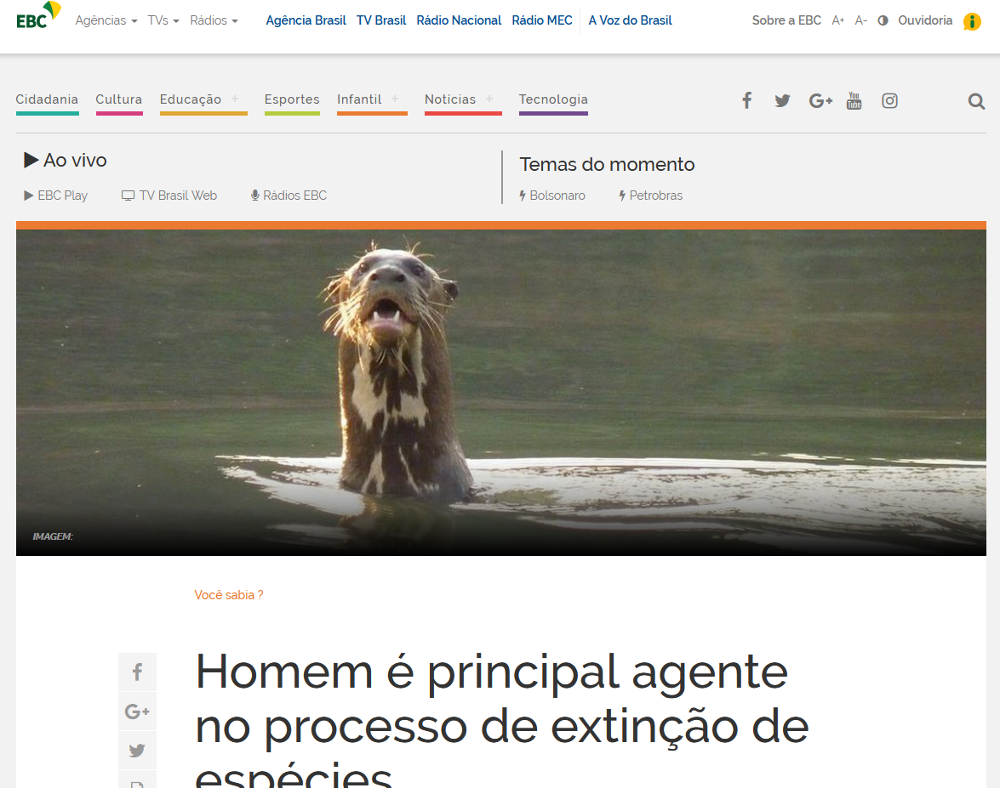 EBC Agências TVs Rádios Agência Brasil TV Brasil Rádio Nacional Rádio MEC A Voz do Brasil Sobre a EBC A+ A- Ouvidoria
Cidadania Cultura Educação + Esportes Infantil + Notícias + Tecnologia
Ao vivo
EBC Play TV Brasil Web Rádios EBC
Temas do momento
Bolsonaro Petrobras
IMAGEM:
Você sabia ?
Homem é principal agente
no processo de extinção de
espécies